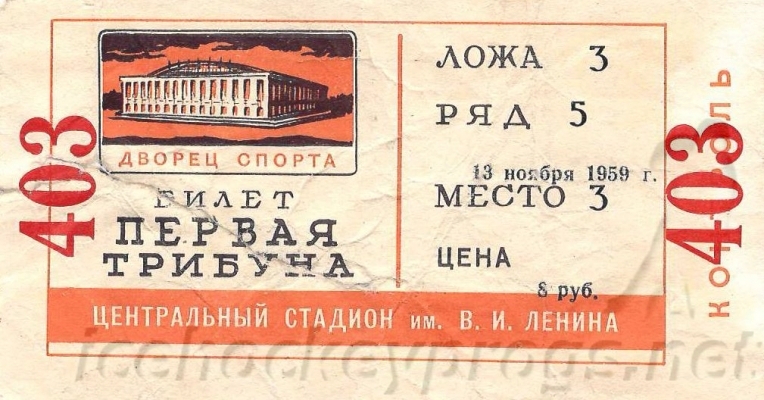 403
ДВОРЕЦ СПОРТА
БИЛЕТ
ПЕРВАЯ
ТРИБУНА
ЛОЖА 3
РЯД 5
13 ноября 1959 г.
МЕСТО 3
ЦЕНА
8 руб.
ЦЕНТРАЛЬНЫЙ СТАДИОН им. В. И. ЛЕНИНА
403
icehockeyprogs.net